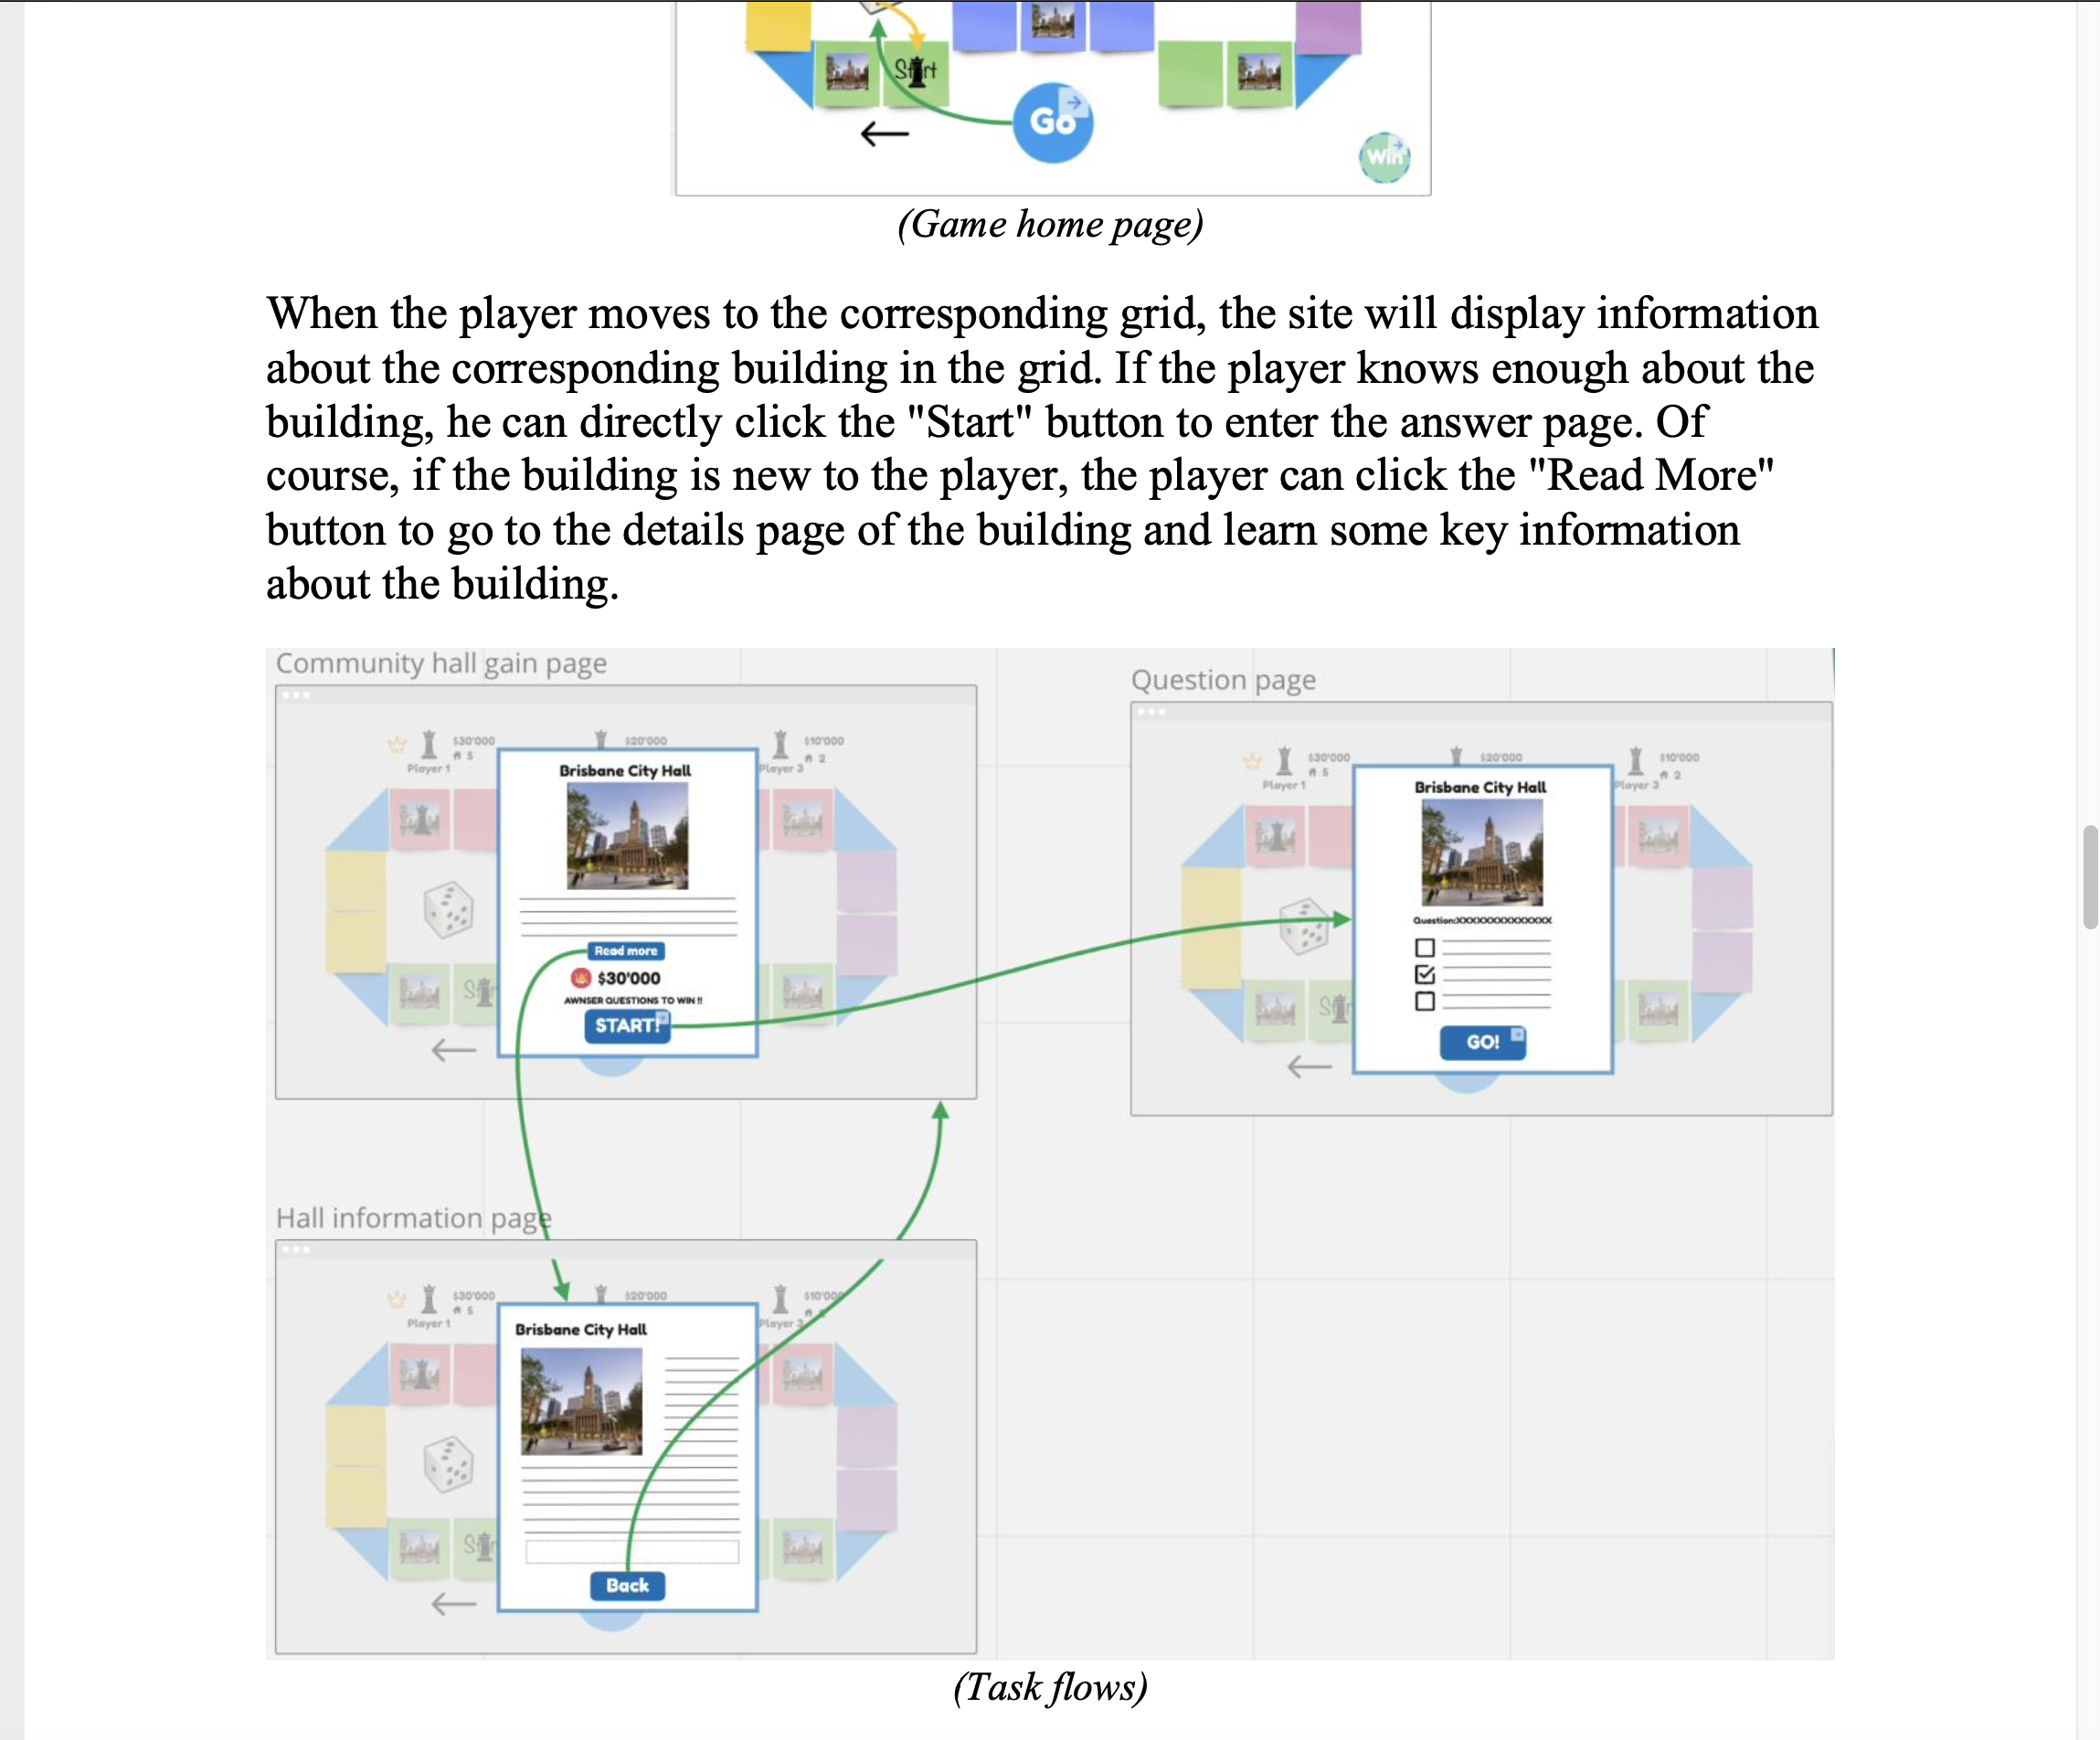 Start
Go
Win
(Game home page)
When the player moves to the corresponding grid, the site will display information
about the corresponding building in the grid. If the player knows enough about the
building, he can directly click the "Start" button to enter the answer page. Of
course, if the building is new to the player, the player can click the "Read More"
button to go to the details page of the building and learn some key information
about the building.
Community hall gain page
$30'000
5
Player 1
$20'000
$10'000
2
Player 3
Brisbane City Hall
Read more
$30'000
AWNSER QUESTIONS TO WIN !!
START!
Question page
$30'000
5
Player 1
$20'000
$10'000
2
Player 3
Brisbane City Hall
Question:XXXXXXXXXXXXXXX
GO!
Hall information page
$30'000
5
Player 1
$20'000
$10'000
Player 3
Brisbane City Hall
Back
(Task flows)